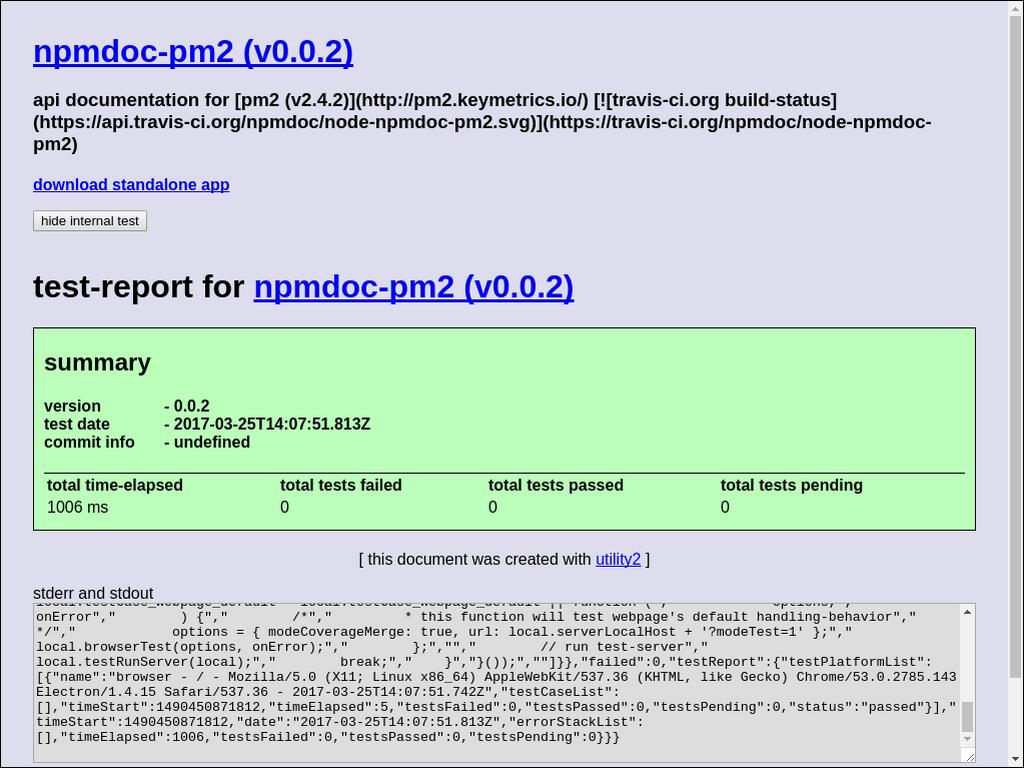 npmdoc-pm2 (v0.0.2)
api documentation for [pm2 (v2.4.2)](http://pm2.keymetrics.io/) [![travis-ci.org build-status]
(https://api.travis-ci.org/npmdoc/node-npmdoc-pm2.svg)](https://travis-ci.org/npmdoc/node-npmdoc-
pm2)
download standalone app
hide internal test
test-report for npmdoc-pm2 (v0.0.2)
summary
version - 0.0.2
test date - 2017-03-25T14:07:51.813Z
commit info - undefined
total time-elapsed total tests failed total tests passed total tests pending
1006 ms 0 0 0
[ this document was created with utility2 ]
stderr and stdout
onError","        ) {","        /*","         * this function will test webpage's default handling-behavior","
*/","            options = { modeCoverageMerge: true, url: local.serverLocalHost + '?modeTest=1' };","
local.browserTest(options, onError);","        };","","        // run test-server","
local.testRunServer(local);","        break;","    }","}());",""]}},"failed":0,"testReport":{"testPlatformList":
[{"name":"browser - / - Mozilla/5.0 (X11; Linux x86_64) AppleWebKit/537.36 (KHTML, like Gecko) Chrome/53.0.2785.143
Electron/1.4.15 Safari/537.36 - 2017-03-25T14:07:51.742Z","testCaseList":
[],"timeStart":1490450871812,"timeElapsed":5,"testsFailed":0,"testsPassed":0,"testsPending":0,"status":"passed"}],"
timeStart":1490450871812,"date":"2017-03-25T14:07:51.813Z","errorStackList":
[],"timeElapsed":1006,"testsFailed":0,"testsPassed":0,"testsPending":0}}}